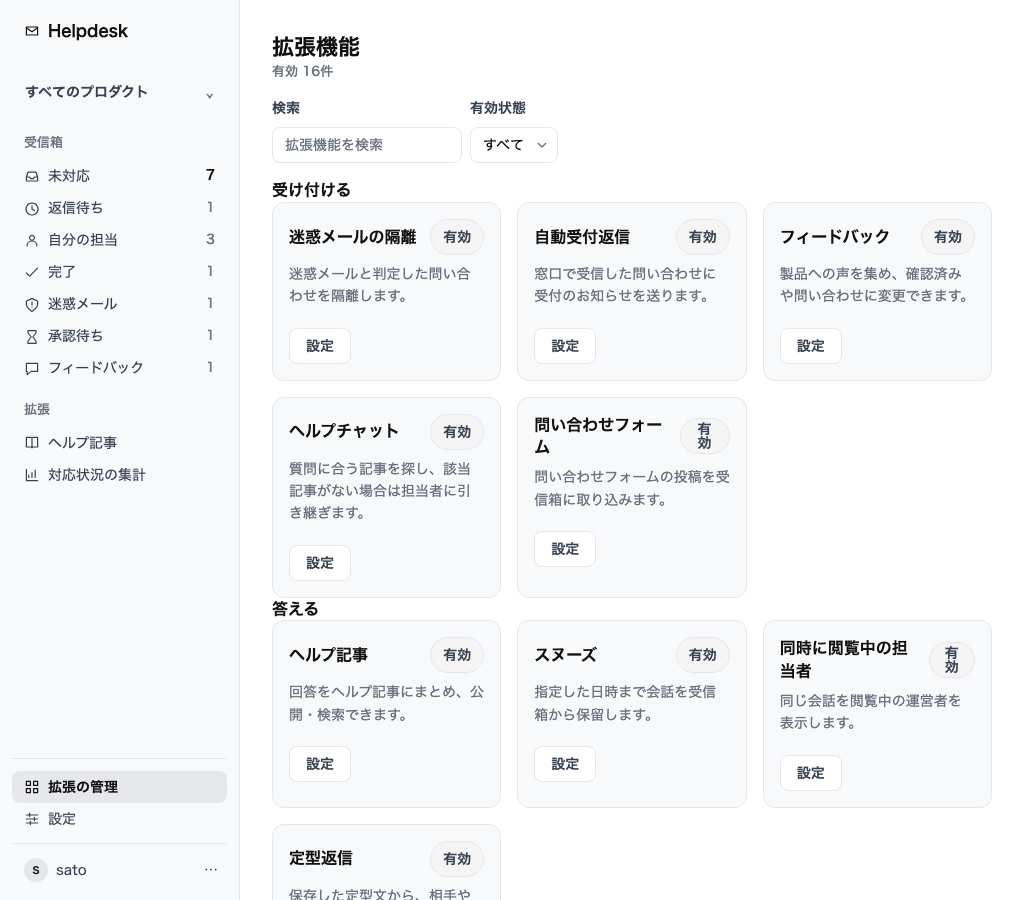 Helpdesk
すべてのプロダクト
受信箱
未対応 7
返信待ち 1
自分の担当 3
完了 1
迷惑メール 1
承認待ち 1
フィードバック 1
拡張
ヘルプ記事
対応状況の集計
拡張の管理
設定
S sato ...
拡張機能
有効 16件
検索 有効状態
拡張機能を検索 すべて
受け付ける
迷惑メールの隔離 有効
迷惑メールと判定した問い合
わせを隔離します。
設定
自動受付返信 有効
窓口で受信した問い合わせに
受付のお知らせを送ります。
設定
フィードバック 有効
製品への声を集め、確認済み
や問い合わせに変更できます。
設定
ヘルプチャット 有効
質問に合う記事を探し、該当
記事がない場合は担当者に引
き継ぎます。
設定
問い合わせフォー
ム
有
効
問い合わせフォームの投稿を受
信箱に取り込みます。
設定
答える
ヘルプ記事 有効
回答をヘルプ記事にまとめ、公
開・検索できます。
設定
スヌーズ 有効
指定した日時まで会話を受信
箱から保留します。
設定
同時に閲覧中の担
当者
有
効
同じ会話を閲覧中の運営者を
表示します。
設定
定型返信 有効
保存した定型文から、相手や